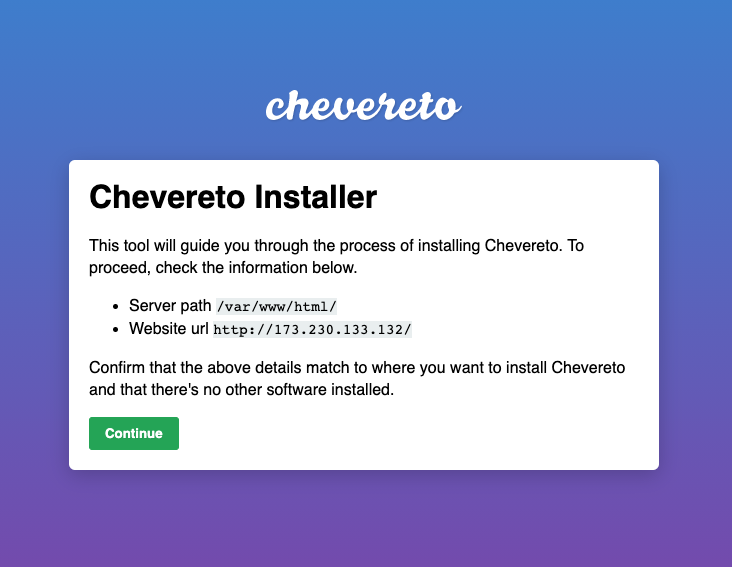 chevereto
Chevereto Installer
This tool will guide you through the process of installing Chevereto. To
proceed, check the information below.
• Server path /var/www/html/
• Website url http://173.230.133.132/
Confirm that the above details match to where you want to install Chevereto
and that there's no other software installed.
Continue